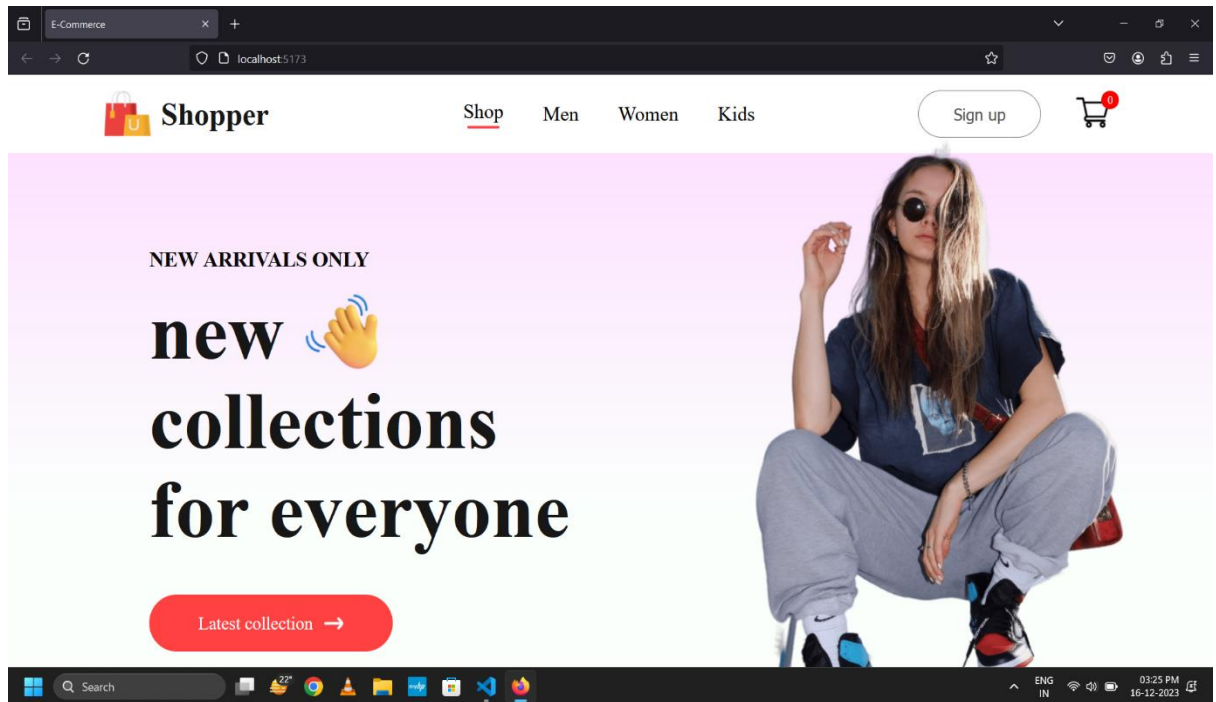 E-Commerce
localhost:5173
Shopper
Shop Men Women Kids
Sign up
0
NEW ARRIVALS ONLY
new
collections
for everyone
Latest collection
Search
22°
ENG
IN
03:25 PM
16-12-2023